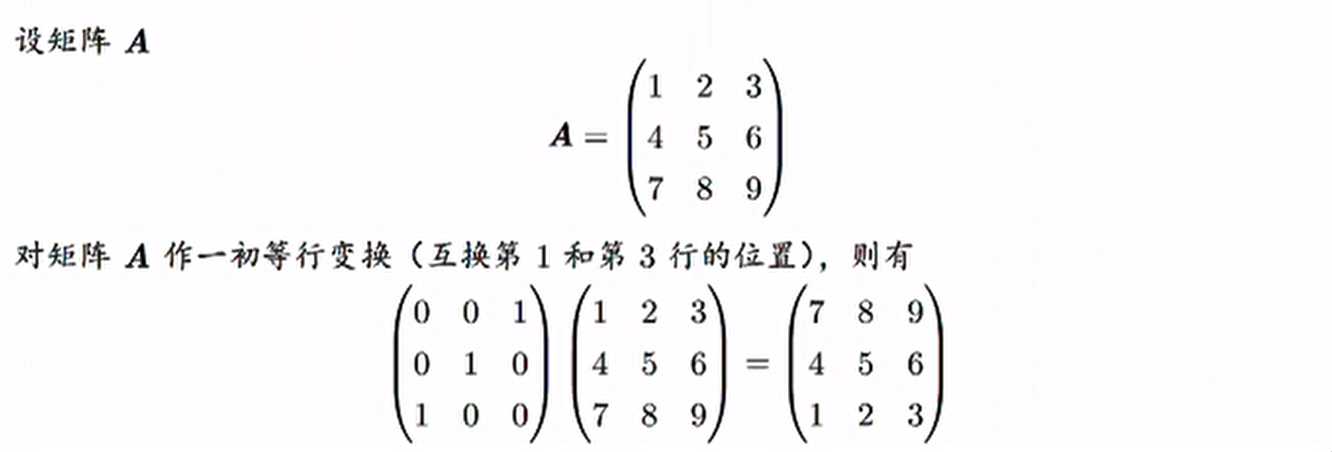 设矩阵 A
A = \begin{pmatrix} 1 & 2 & 3 \\ 4 & 5 & 6 \\ 7 & 8 & 9 \end{pmatrix}
对矩阵 A 作一初等行变换（互换第 1 和第 3 行的位置），则有
\begin{pmatrix} 0 & 0 & 1 \\ 0 & 1 & 0 \\ 1 & 0 & 0 \end{pmatrix} \begin{pmatrix} 1 & 2 & 3 \\ 4 & 5 & 6 \\ 7 & 8 & 9 \end{pmatrix} = \begin{pmatrix} 7 & 8 & 9 \\ 4 & 5 & 6 \\ 1 & 2 & 3 \end{pmatrix}